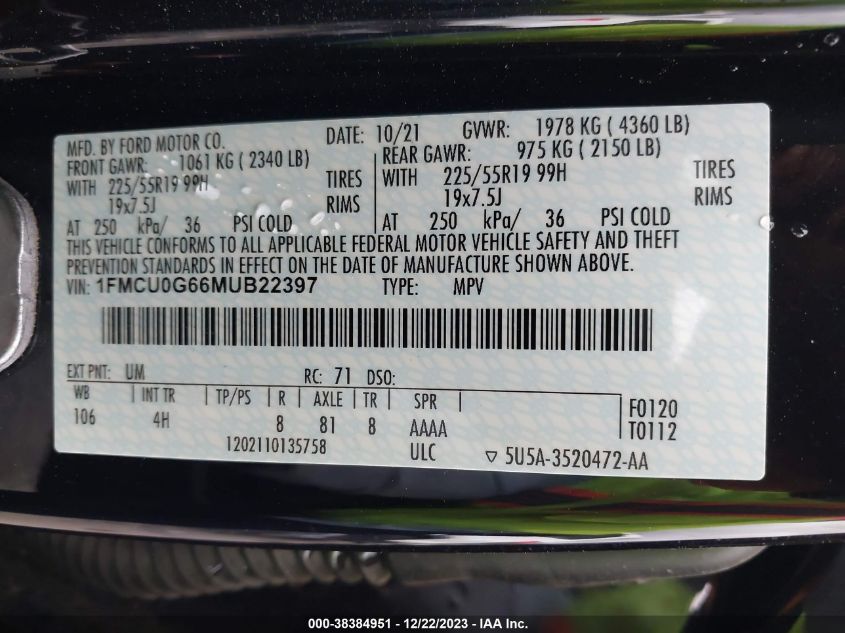 MFD. BY FORD MOTOR CO. DATE: 10/21 GVWR: 1978 KG ( 4360 LB)
FRONT GAWR: 1061 KG ( 2340 LB) REAR GAWR: 975 KG ( 2150 LB)
WITH 225/55R19 99H TIRES WITH 225/55R19 99H TIRES
19x7.5J RIMS 19x7.5J RIMS
AT 250 kPa/ 36 PSI COLD AT 250 kPa/ 36 PSI COLD
THIS VEHICLE CONFORMS TO ALL APPLICABLE FEDERAL MOTOR VEHICLE SAFETY AND THEFT
PREVENTION STANDARDS IN EFFECT ON THE DATE OF MANUFACTURE SHOWN ABOVE.
VIN: 1FMCU0G66MUB22397 TYPE: MPV
EXT PNT: UM RC: 71 DSO:
WB INT TR TP/PS R AXLE TR SPR F0120
106 4H 8 81 8 AAAA T0112
1202110135758 ULC ▽ 5U5A-3520472-AA
000-38384951 - 12/22/2023 - IAA Inc.